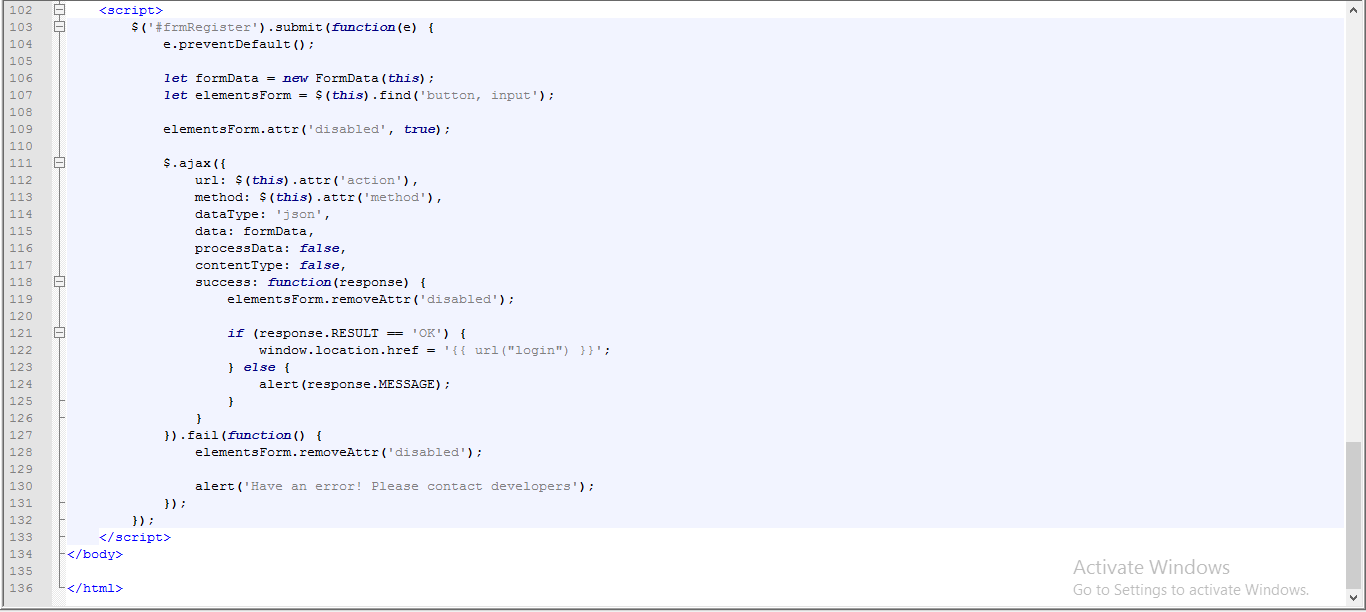 102 <script>
103 $('#frmRegister').submit(function(e) {
104 e.preventDefault();
105
106 let formData = new FormData(this);
107 let elementsForm = $(this).find('button, input');
108
109 elementsForm.attr('disabled', true);
110
111 $.ajax({
112 url: $(this).attr('action'),
113 method: $(this).attr('method'),
114 dataType: 'json',
115 data: formData,
116 processData: false,
117 contentType: false,
118 success: function(response) {
119 elementsForm.removeAttr('disabled');
120
121 if (response.RESULT == 'OK') {
122 window.location.href = '{{ url("login") }}';
123 } else {
124 alert(response.MESSAGE);
125 }
126 }
127 }).fail(function() {
128 elementsForm.removeAttr('disabled');
129
130 alert('Have an error! Please contact developers');
131 });
132 });
133 </script>
134 </body>
135
136 </html>
Activate Windows
Go to Settings to activate Windows.